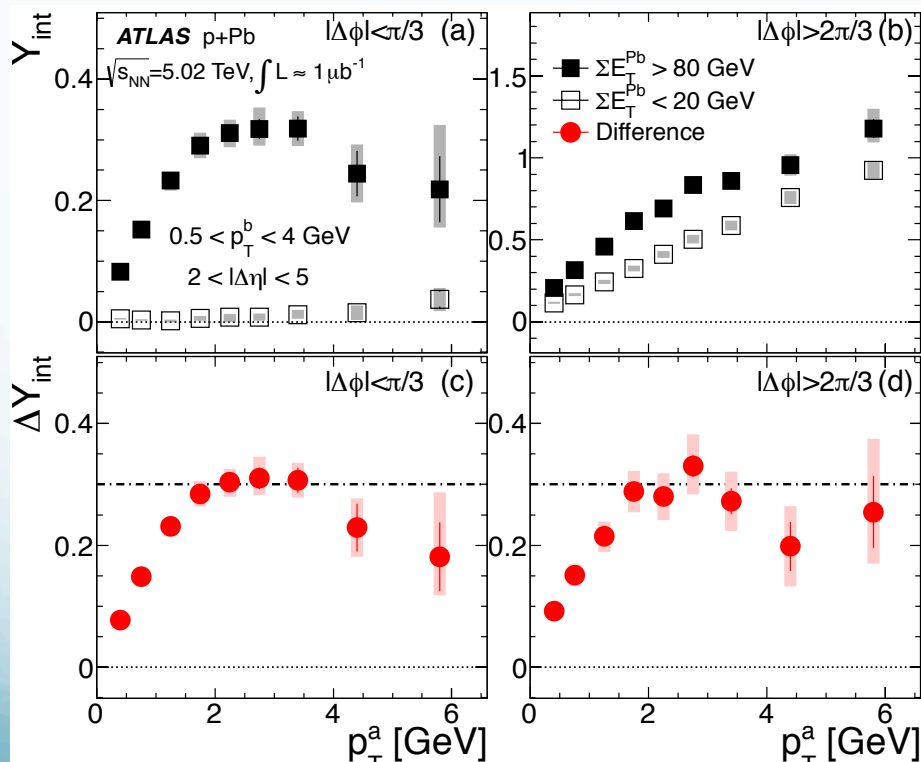 Y_int
ATLAS p+Pb |Δϕ|<π/3 (a)
√s_NN=5.02 TeV, ∫ L ≈ 1 μb⁻¹
0.5 < p_T^b < 4 GeV
2 < |Δη| < 5
0.4
0.2
0
|Δϕ|>2π/3 (b)
ΣE_T^Pb > 80 GeV
ΣE_T^Pb < 20 GeV
Difference
1.5
1
0.5
0
ΔY_int
|Δϕ|<π/3 (c)
0.4
0.2
0
0 2 4 6
p_T^a [GeV]
|Δϕ|>2π/3 (d)
0.4
0.2
0
0 2 4 6
p_T^a [GeV]